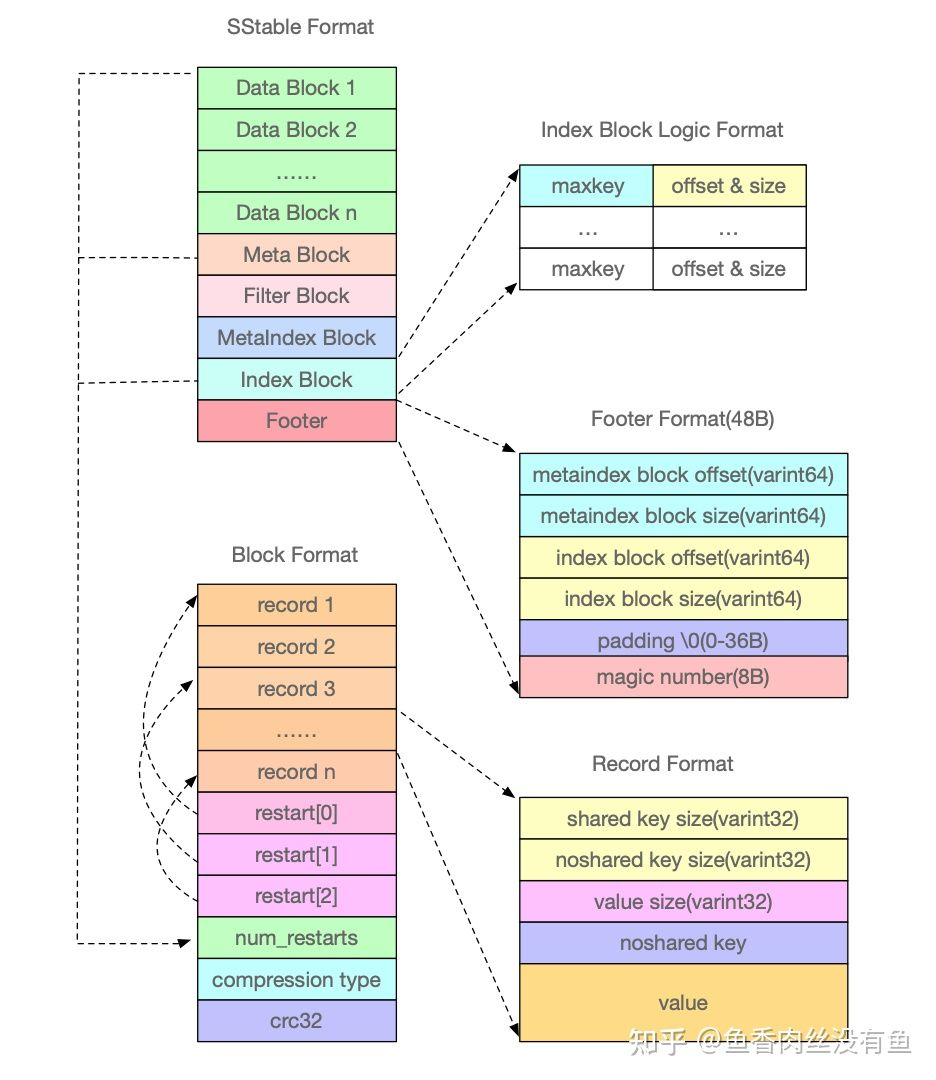 SStable Format
Data Block 1
Data Block 2
......
Data Block n
Meta Block
Filter Block
MetaIndex Block
Index Block
Footer
Index Block Logic Format
maxkey offset & size
... ...
maxkey offset & size
Footer Format(48B)
metaindex block offset(varint64)
metaindex block size(varint64)
index block offset(varint64)
index block size(varint64)
padding \0(0-36B)
magic number(8B)
Block Format
record 1
record 2
record 3
......
record n
restart[0]
restart[1]
restart[2]
num_restarts
compression type
crc32
Record Format
shared key size(varint32)
noshared key size(varint32)
value size(varint32)
noshared key
value
知乎 @鱼香肉丝没有鱼